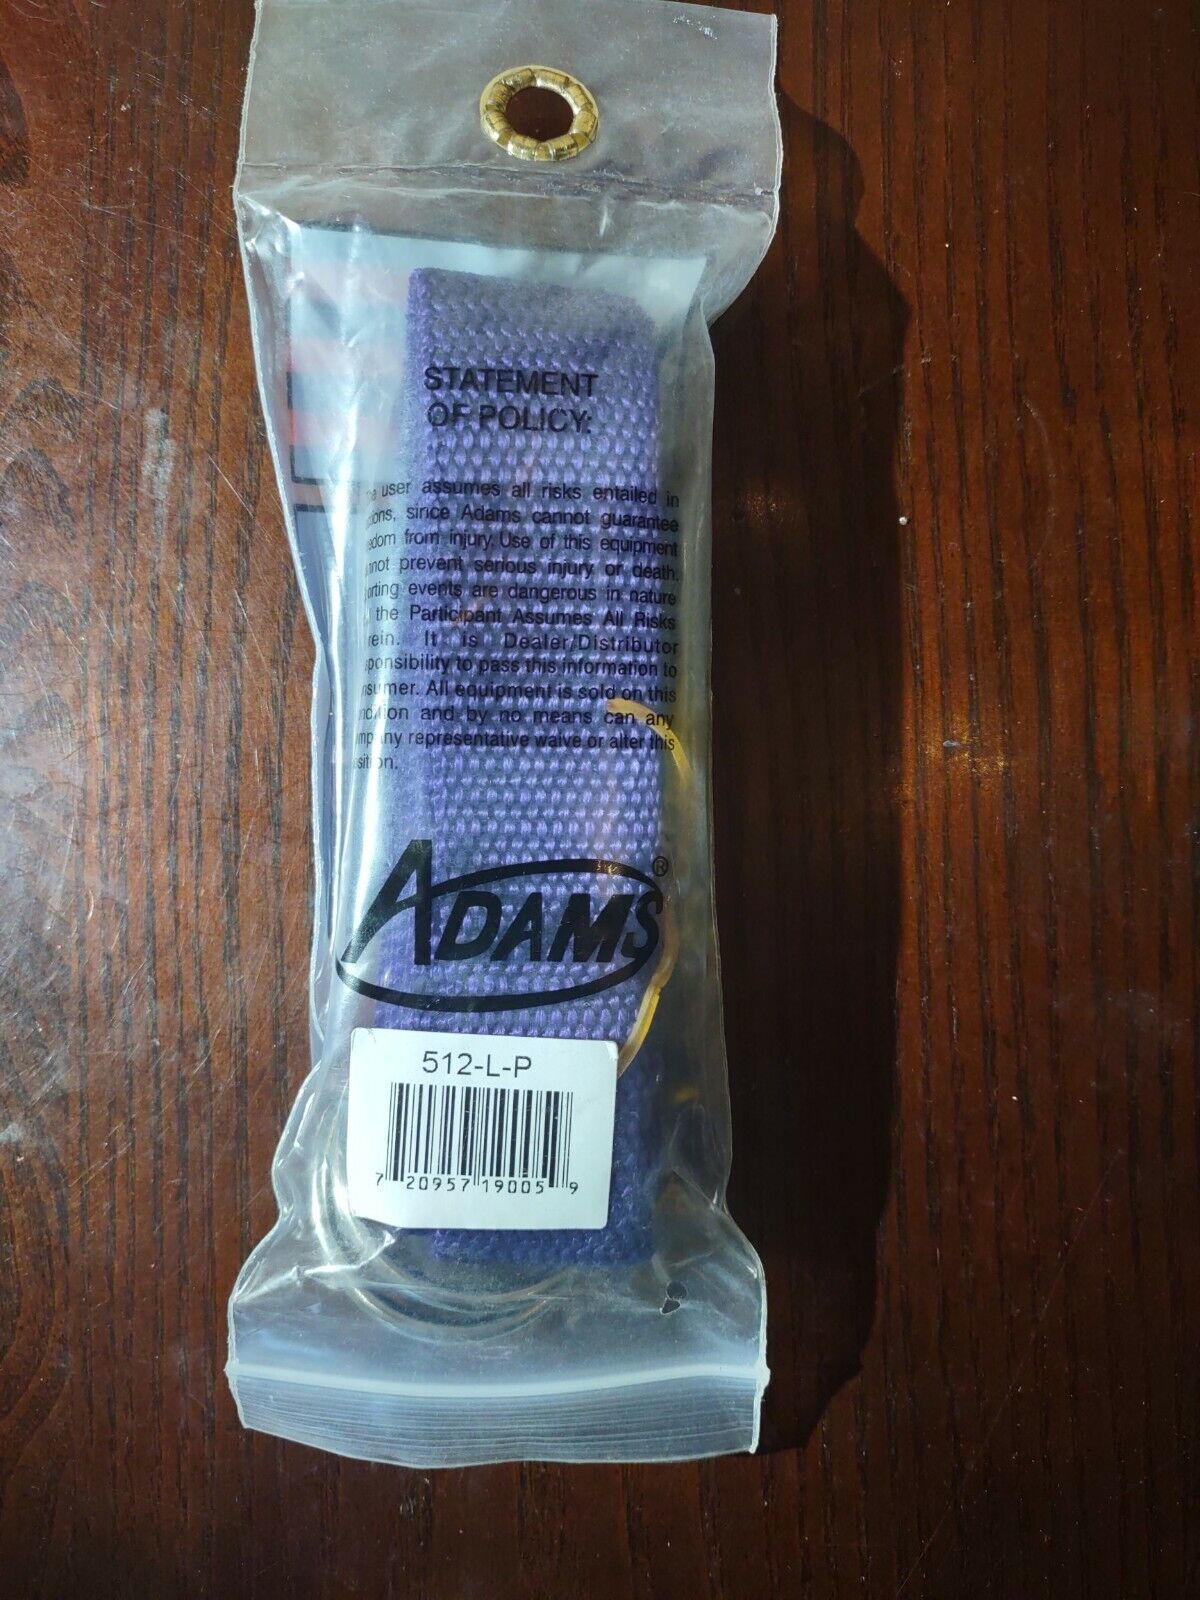 STATEMENT
OF POLICY:
user assumes all risks entailed in
since Adams cannot guarantee
from injury. Use of this equipment
prevent serious injury or death.
events are dangerous in nature
the Participant Assumes All Risks
It is Dealer/Distributor
to pass this information to
All equipment is sold on this
and by no means can any
representative waive or alter this
ADAMS®
512-L-P
7 20957 19005 9